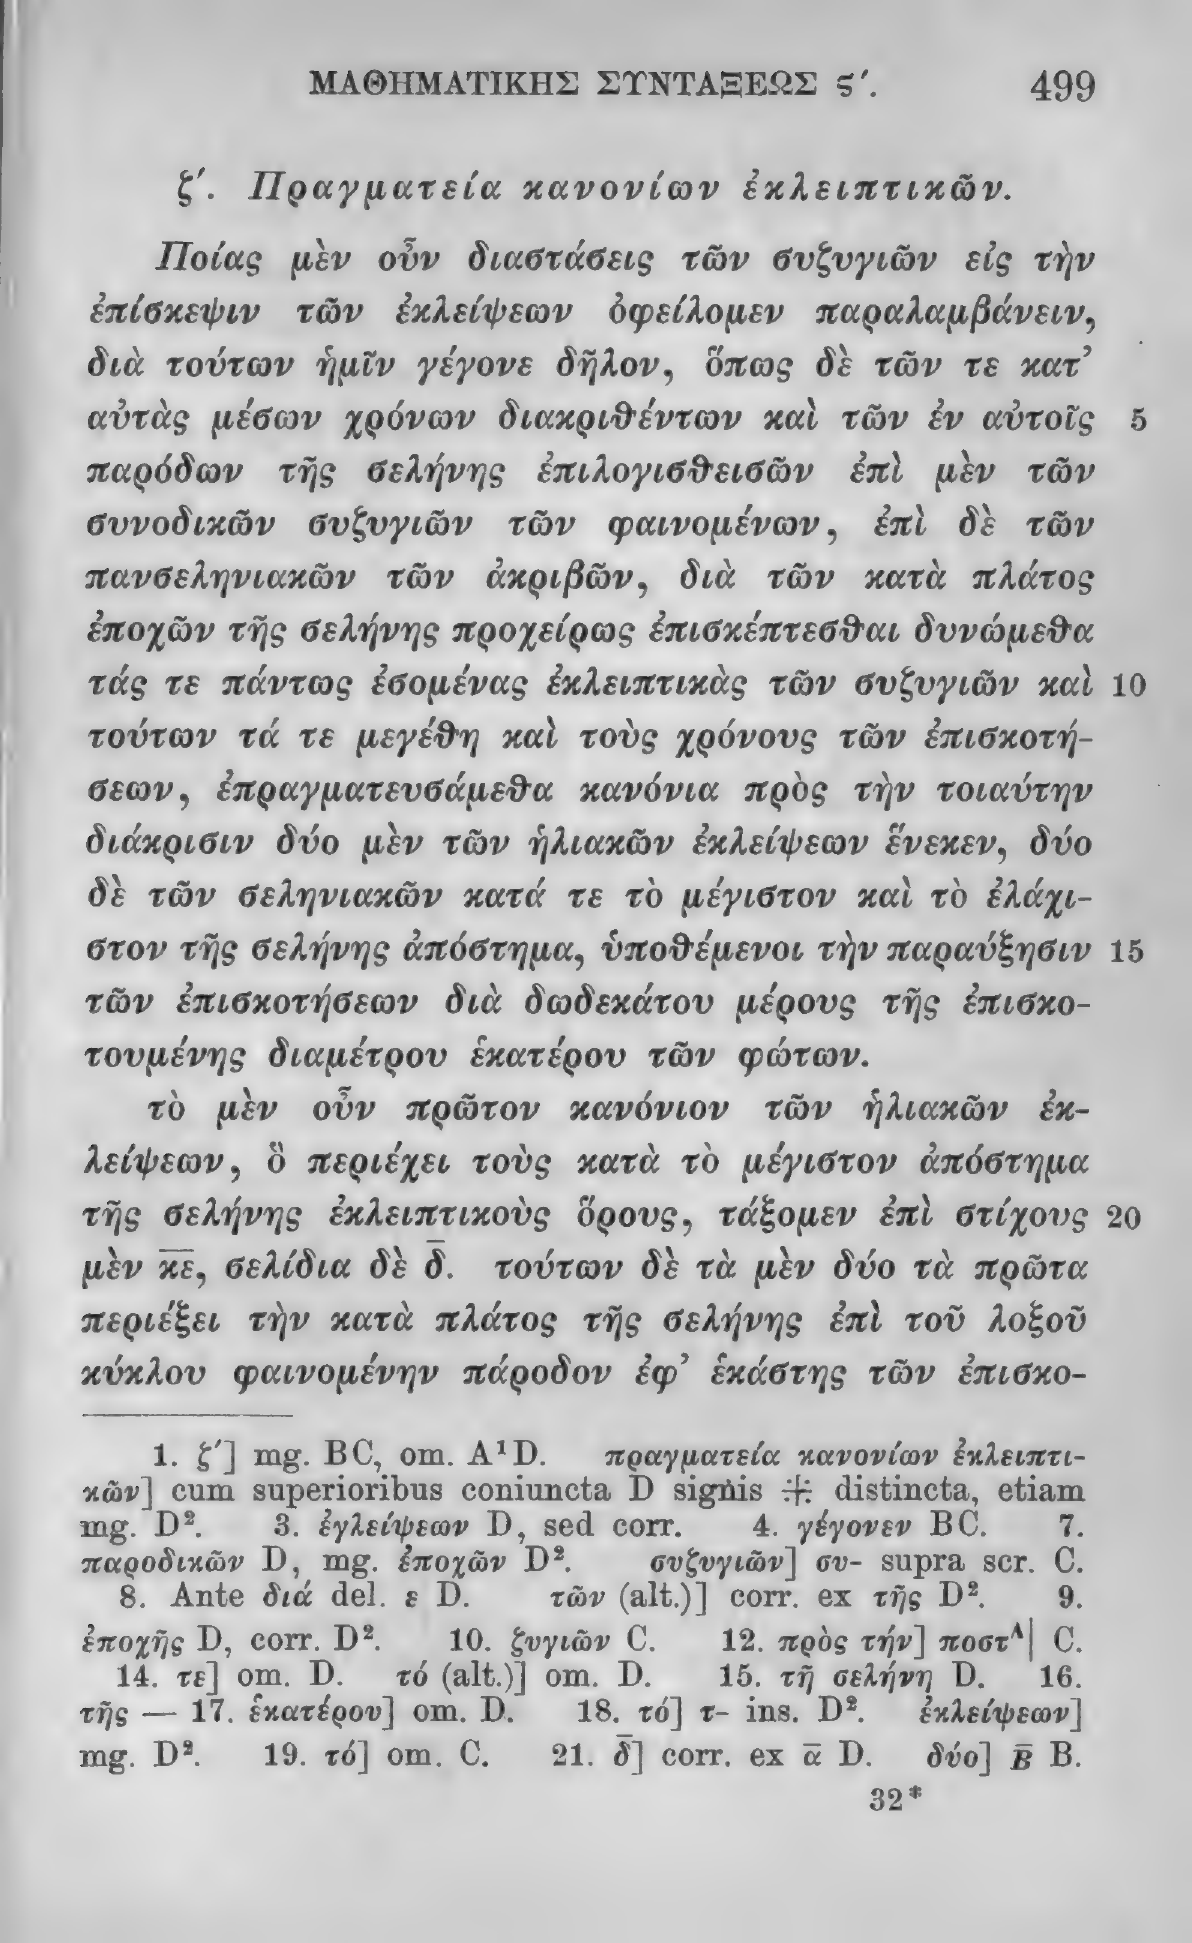 ΜΑΘΗΜΑΤΙΚΗΣ ΣΥΝΤΑΞΕΩΣ ϛʹ. 499
ζʹ. Πραγματεία κανονίων ἐκλειπτικῶν.
Ποίας μὲν οὖν διαστάσεις τῶν συζυγιῶν εἰς τὴν
ἐπίσκεψιν τῶν ἐκλείψεων ὀφείλομεν παραλαμβάνειν,
διὰ τούτων ἡμῖν γέγονε δῆλον, ὅπως δὲ τῶν τε κατ’
αὐτὰς μέσων χρόνων διακριθέντων καὶ τῶν ἐν αὐτοῖς 5
παρόδων τῆς σελήνης ἐπιλογισθεισῶν ἐπὶ μὲν τῶν
συνοδικῶν συζυγιῶν τῶν φαινομένων, ἐπὶ δὲ τῶν
πανσεληνιακῶν τῶν ἀκριβῶν, διὰ τῶν κατὰ πλάτος
ἐποχῶν τῆς σελήνης προχείρως ἐπισκέπτεσθαι δυνώμεθα
τάς τε πάντως ἐσομένας ἐκλειπτικὰς τῶν συζυγιῶν καὶ 10
τούτων τά τε μεγέθη καὶ τοὺς χρόνους τῶν ἐπισκοτή-
σεων, ἐπραγματευσάμεθα κανόνια πρὸς τὴν τοιαύτην
διάκρισιν δύο μὲν τῶν ἡλιακῶν ἐκλείψεων ἕνεκεν, δύο
δὲ τῶν σεληνιακῶν κατά τε τὸ μέγιστον καὶ τὸ ἐλάχι-
στον τῆς σελήνης ἀπόστημα, ὑποθέμενοι τὴν παραύξησιν 15
τῶν ἐπισκοτήσεων διὰ δωδεκάτου μέρους τῆς ἐπισκο-
τουμένης διαμέτρου ἑκατέρου τῶν φώτων.
τὸ μὲν οὖν πρῶτον κανόνιον τῶν ἡλιακῶν ἐκ-
λείψεων, ὃ περιέχει τοὺς κατὰ τὸ μέγιστον ἀπόστημα
τῆς σελήνης ἐκλειπτικοὺς ὅρους, τάξομεν ἐπὶ στίχους 20
μὲν κ̅ε̅, σελίδια δὲ δ̅. τούτων δὲ τὰ μὲν δύο τὰ πρῶτα
περιέξει τὴν κατὰ πλάτος τῆς σελήνης ἐπὶ τοῦ λοξοῦ
κύκλου φαινομένην πάροδον ἐφ’ ἑκάστης τῶν ἐπισκο-
1. ζʹ] mg. BC, om. A¹D. πραγματεία κανονίων ἐκλειπτι-
κῶν] cum superioribus coniuncta D signis ⁜ distincta, etiam
mg. D². 3. ἐγλείψεων D, sed corr. 4. γέγονεν BC. 7.
παροδικῶν D, mg. ἐποχῶν D². συζυγιῶν] συ- supra scr. C.
8. Ante διά del. ε D. τῶν (alt.)] corr. ex τῆς D². 9.
ἐποχῆς D, corr. D². 10. ζυγιῶν C. 12. πρὸς τήν] ποστᴧ| C.
14. τε] om. D. τό (alt.)] om. D. 15. τῇ σελήνῃ D. 16.
τῆς — 17. ἑκατέρου] om. D. 18. τό] τ- ins. D². ἐκλείψεων]
mg. D². 19. τό] om. C. 21. δ̅] corr. ex α̅ D. δύο] β̅ B.
32*